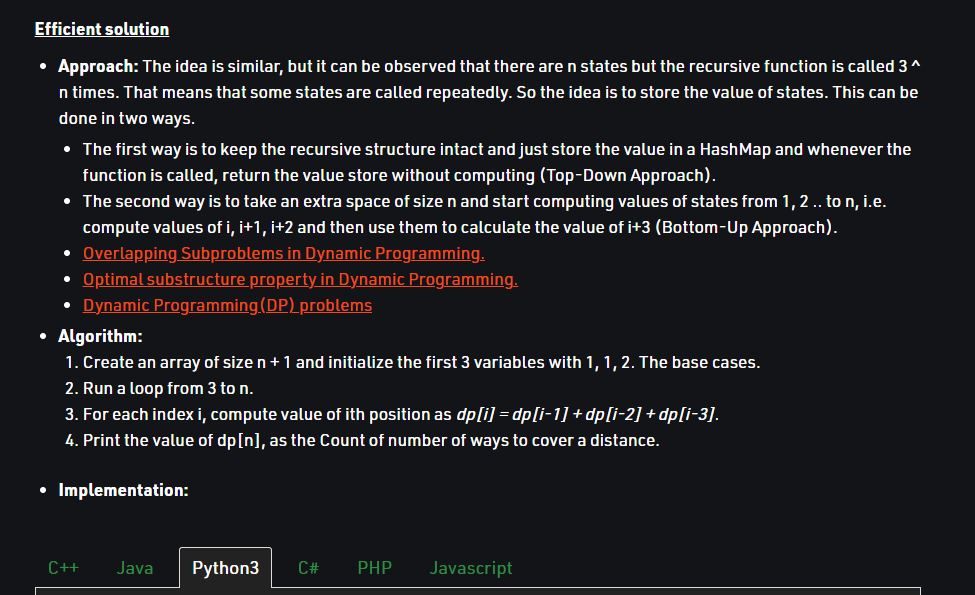 Efficient solution
• Approach: The idea is similar, but it can be observed that there are n states but the recursive function is called 3 ^
n times. That means that some states are called repeatedly. So the idea is to store the value of states. This can be
done in two ways.
• The first way is to keep the recursive structure intact and just store the value in a HashMap and whenever the
function is called, return the value store without computing (Top-Down Approach).
• The second way is to take an extra space of size n and start computing values of states from 1, 2 .. to n, i.e.
compute values of i, i+1, i+2 and then use them to calculate the value of i+3 (Bottom-Up Approach).
• Overlapping Subproblems in Dynamic Programming.
• Optimal substructure property in Dynamic Programming.
• Dynamic Programming(DP) problems
• Algorithm:
1. Create an array of size n + 1 and initialize the first 3 variables with 1, 1, 2. The base cases.
2. Run a loop from 3 to n.
3. For each index i, compute value of ith position as dp[i] = dp[i-1] + dp[i-2] + dp[i-3].
4. Print the value of dp[n], as the Count of number of ways to cover a distance.
• Implementation:
C++ Java Python3 C# PHP Javascript